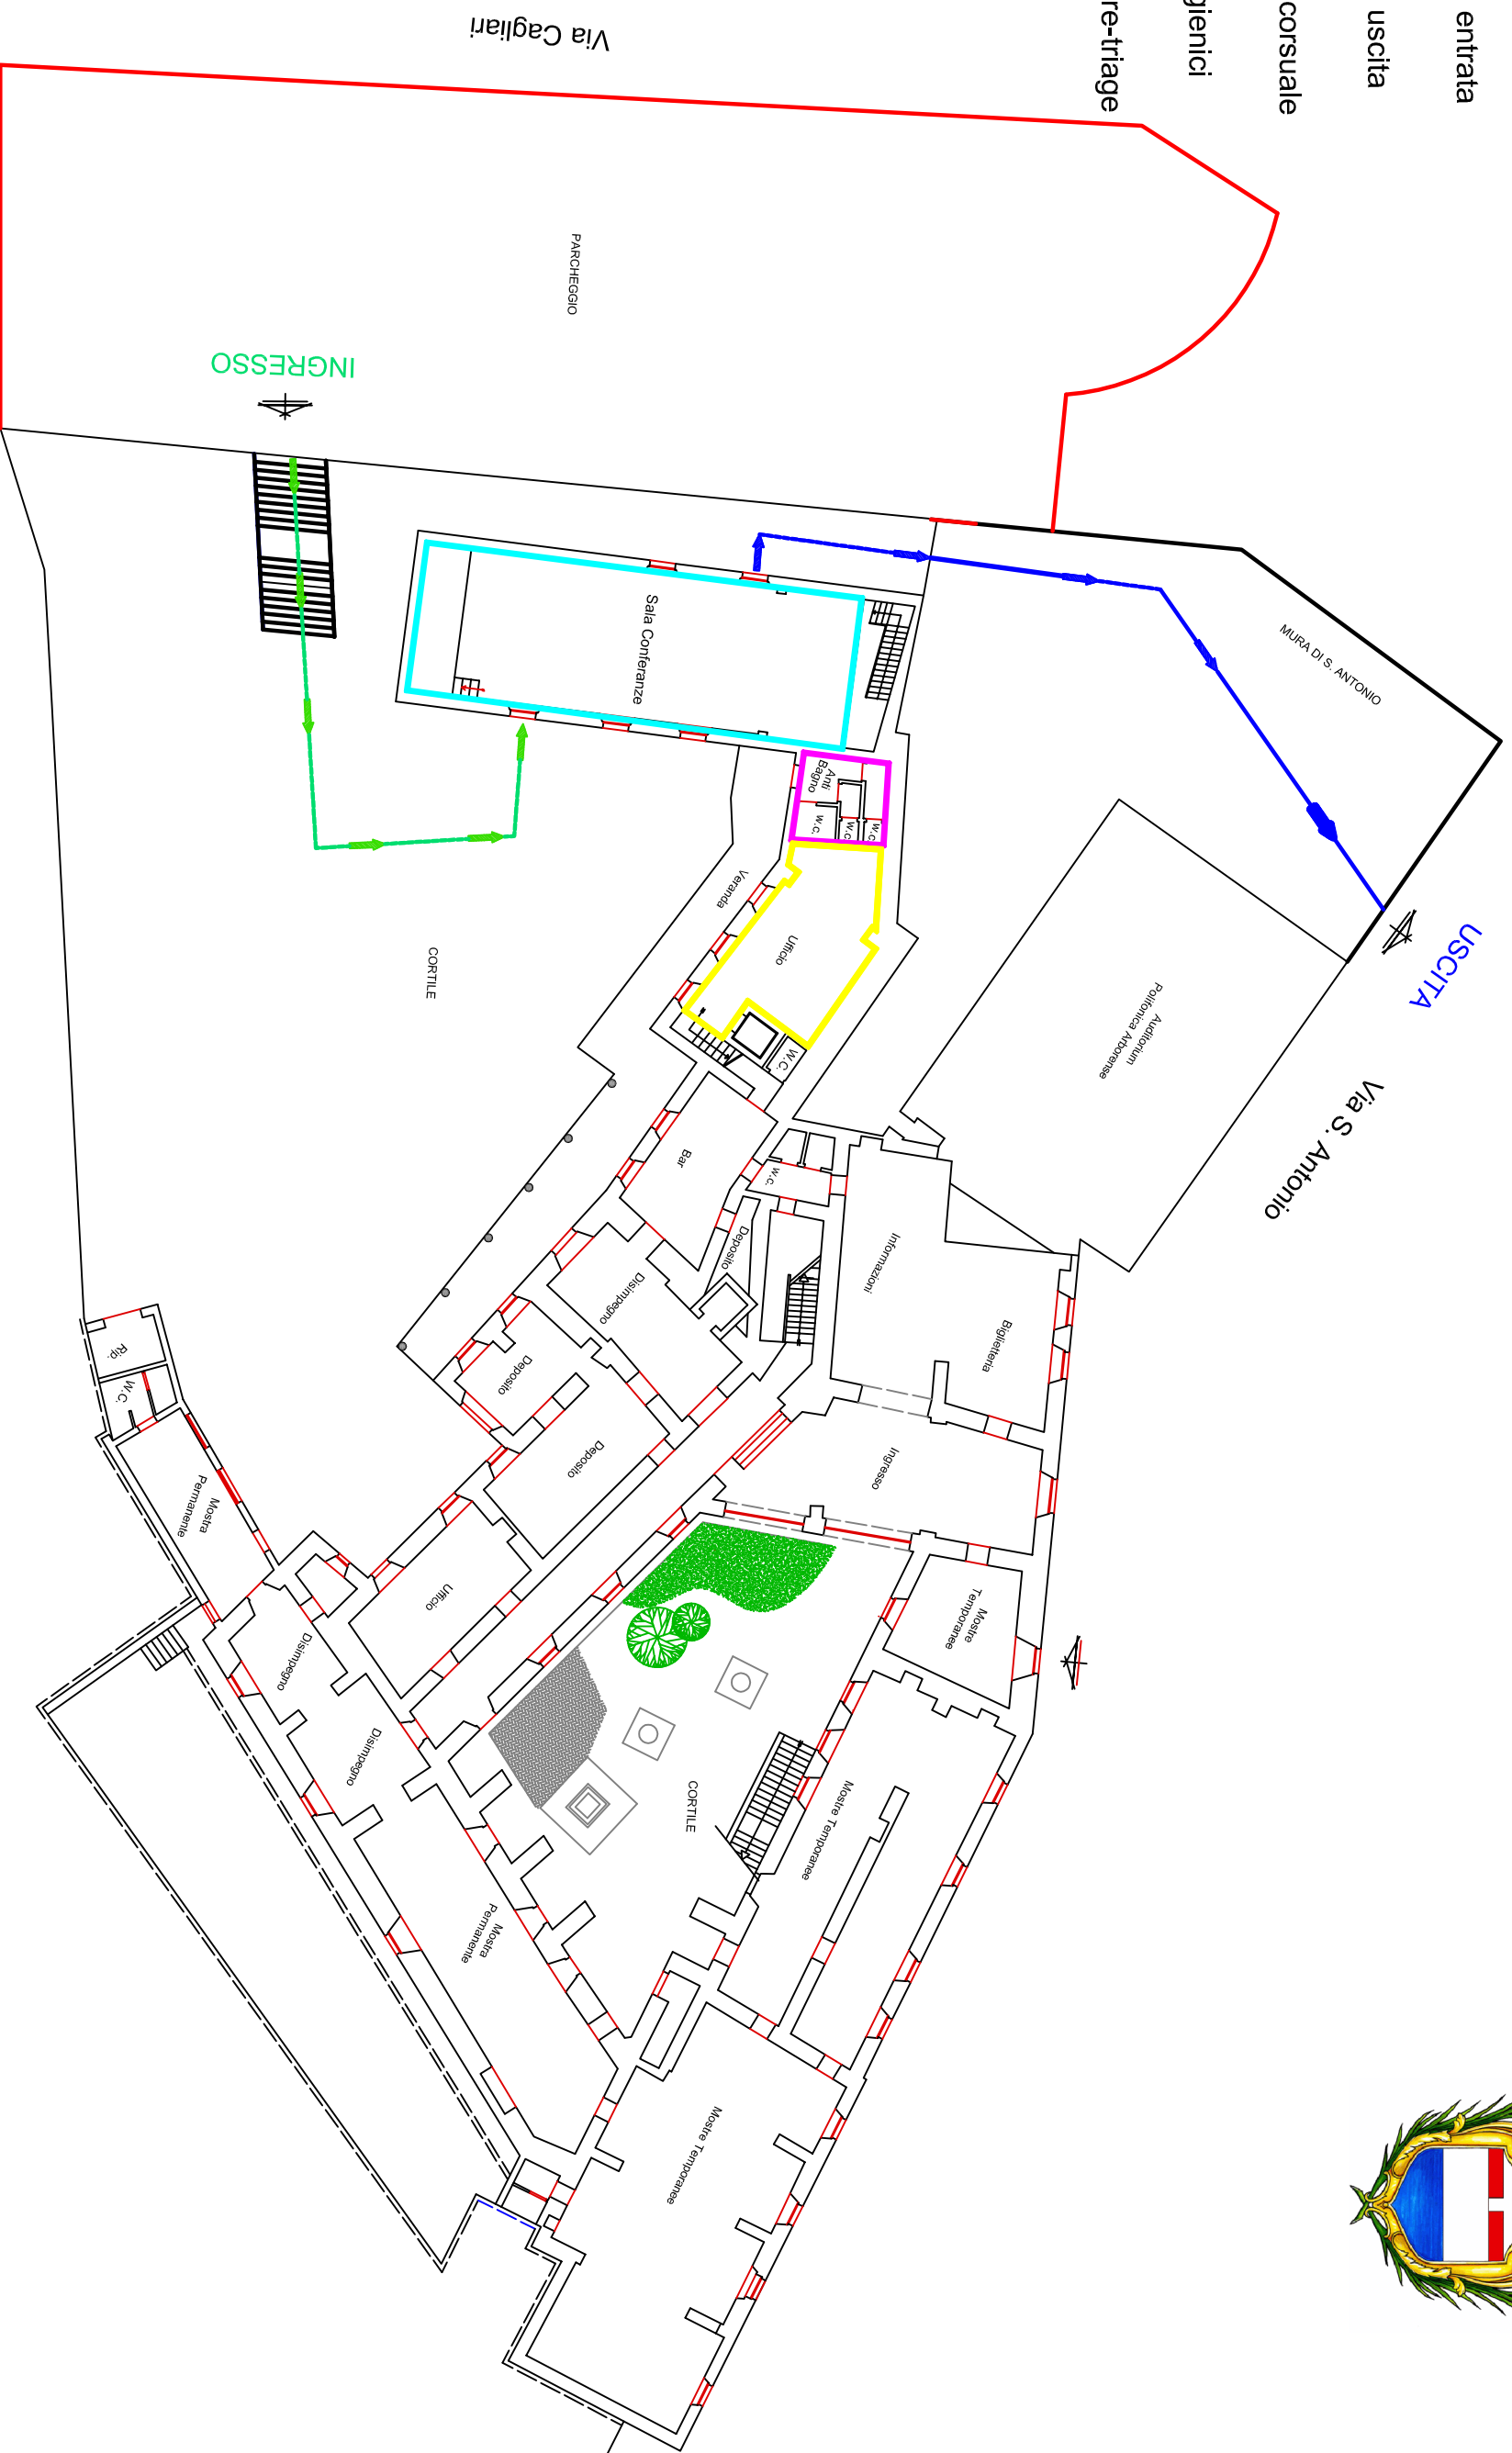 entrata
uscita
corsuale
gienici
re-triage
Via Cagliari
PARCHEGGIO
INGRESSO
MURA DI S. ANTONIO
USCITA
Via S. Antonio
Sala Conferanze
Anti
Bagno
w.c.
w.c.
w.c.
Veranda
Ufficio
W.C.
CORTILE
Auditorium
Polifonica Arborense
Bar
w.c.
Deposito
Informazioni
Biglietteria
Disimpegno
Deposito
Deposito
Ingresso
Rip.
W.C.
Mostra
Permanente
Ufficio
Disimpegno
Disimpegno
Mostre
Temporanee
CORTILE
Mostre Temporanee
Mostra
Permanente
Mostre Temporanee